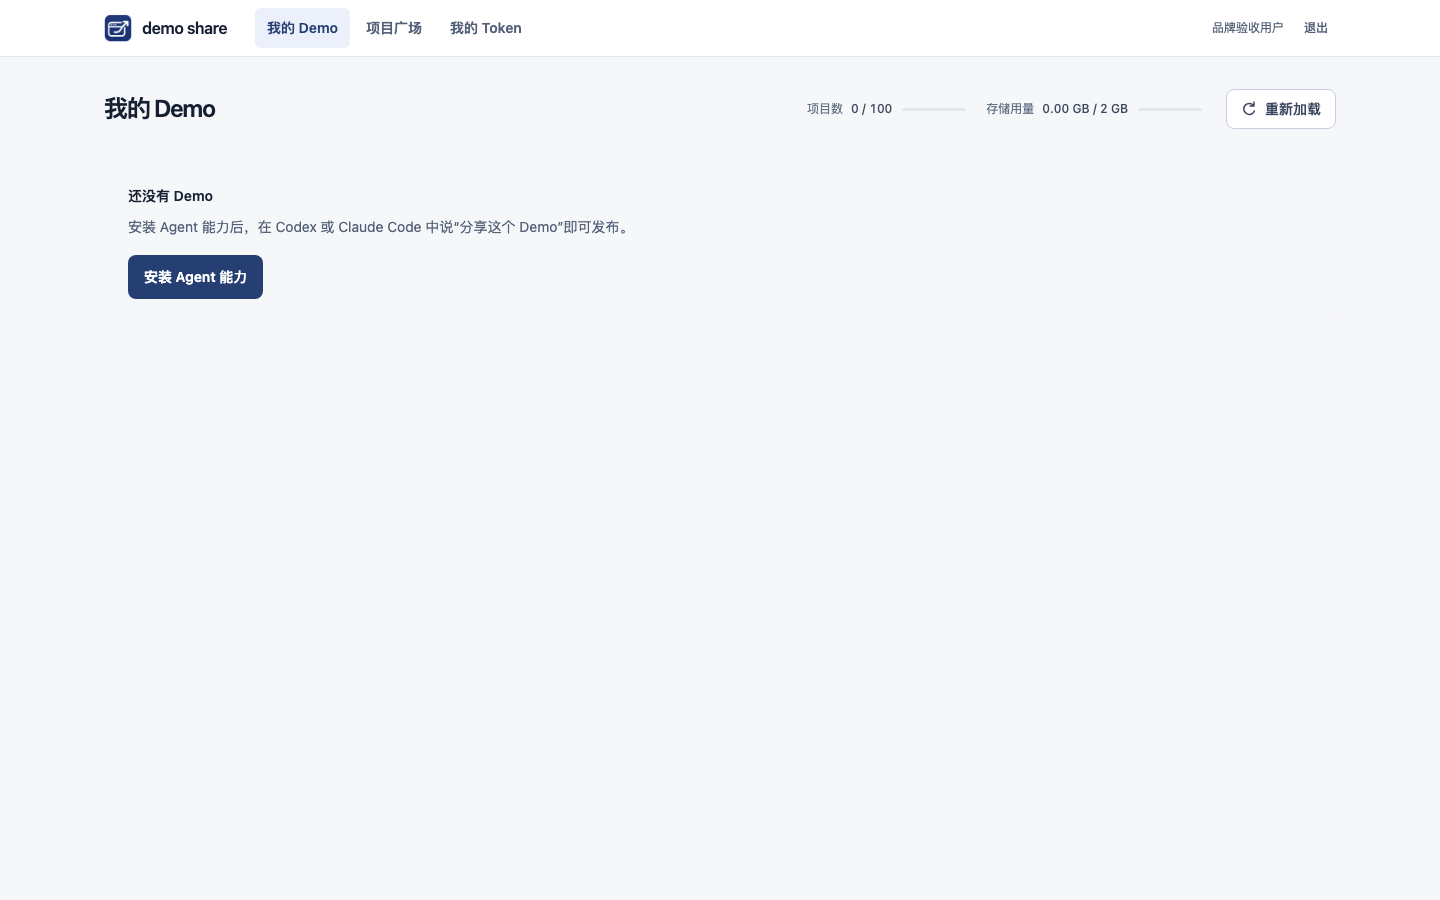 demo share
我的 Demo
项目广场
我的 Token
品牌验收用户
退出
我的 Demo
项目数 0 / 100
存储用量 0.00 GB / 2 GB
重新加载
还没有 Demo
安装 Agent 能力后，在 Codex 或 Claude Code 中说“分享这个 Demo”即可发布。
安装 Agent 能力